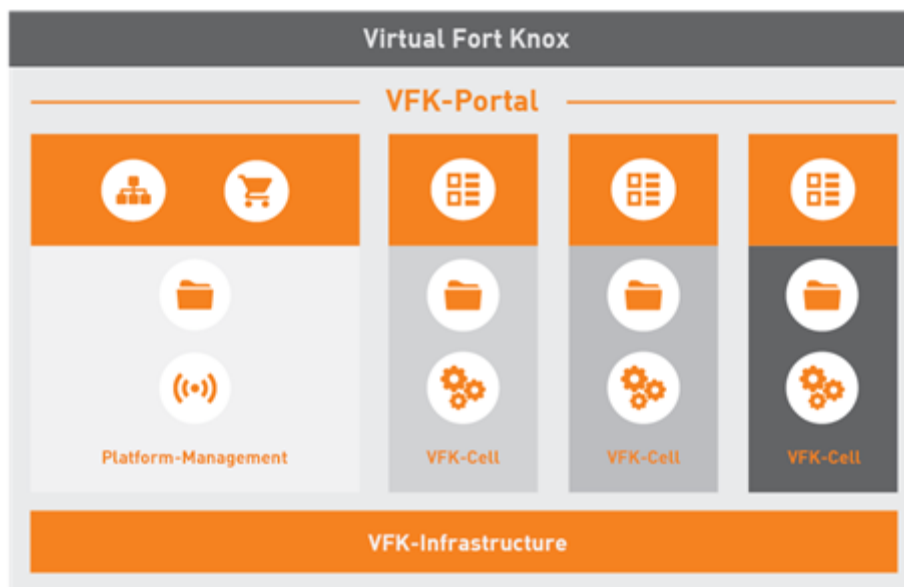 Virtual Fort Knox
VFK-Portal
Platform-Management
VFK-Cell
VFK-Cell
VFK-Cell
VFK-Infrastructure